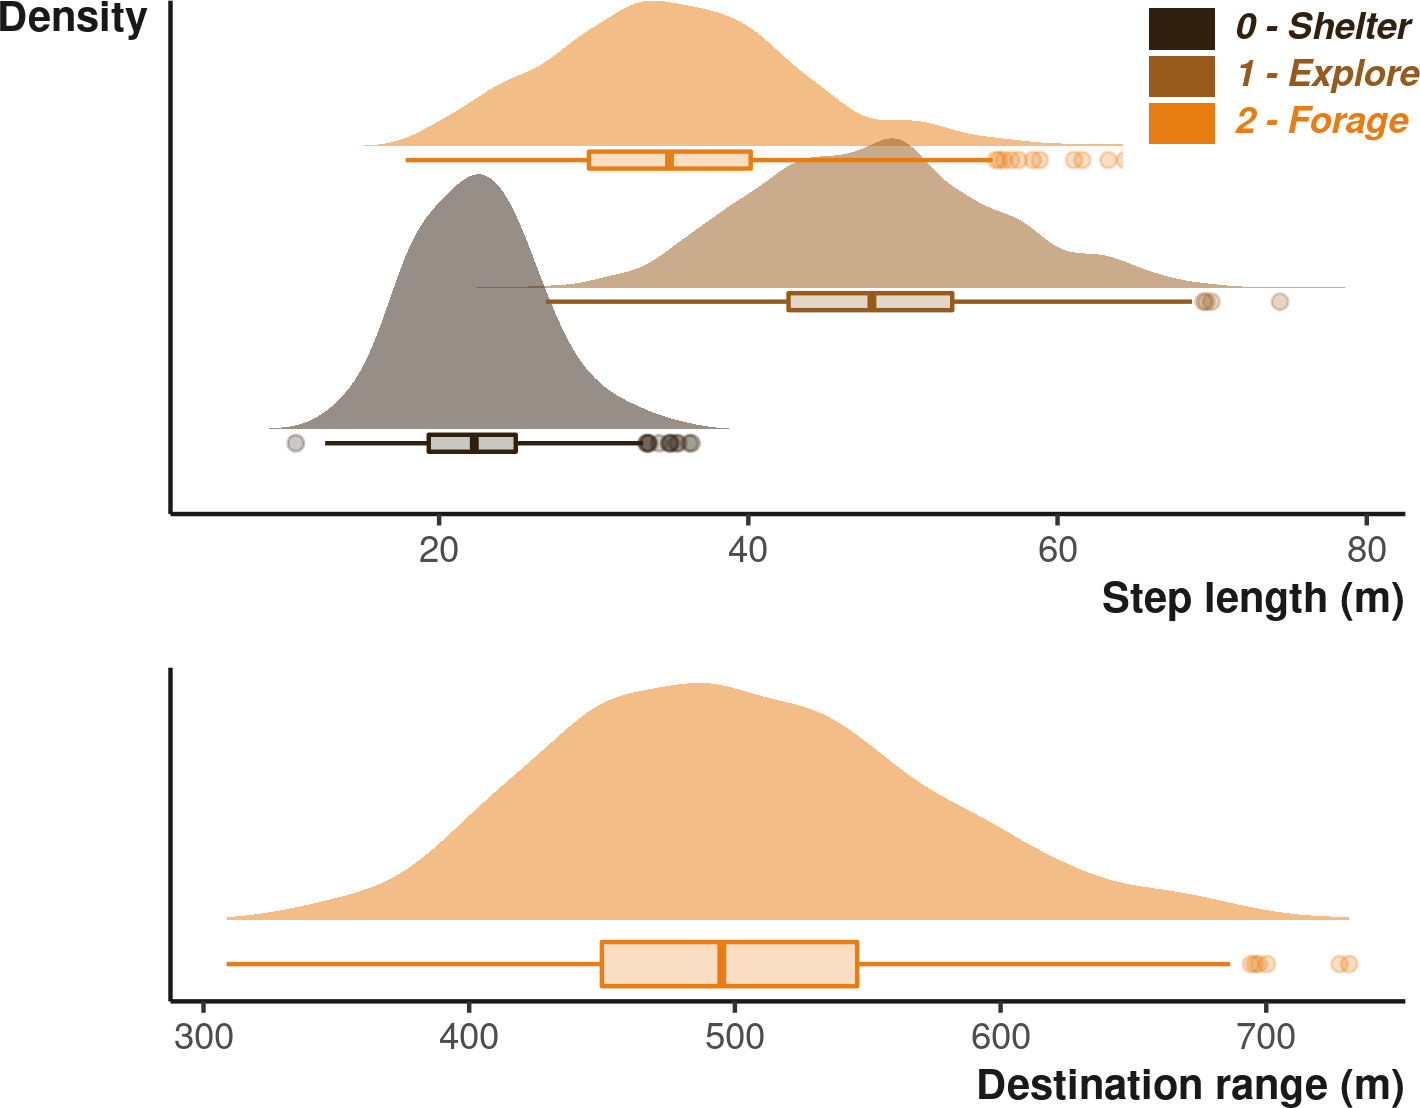 Density
0 - Shelter
1 - Explore
2 - Forage
20 40 60 80
Step length (m)
300 400 500 600 700
Destination range (m)